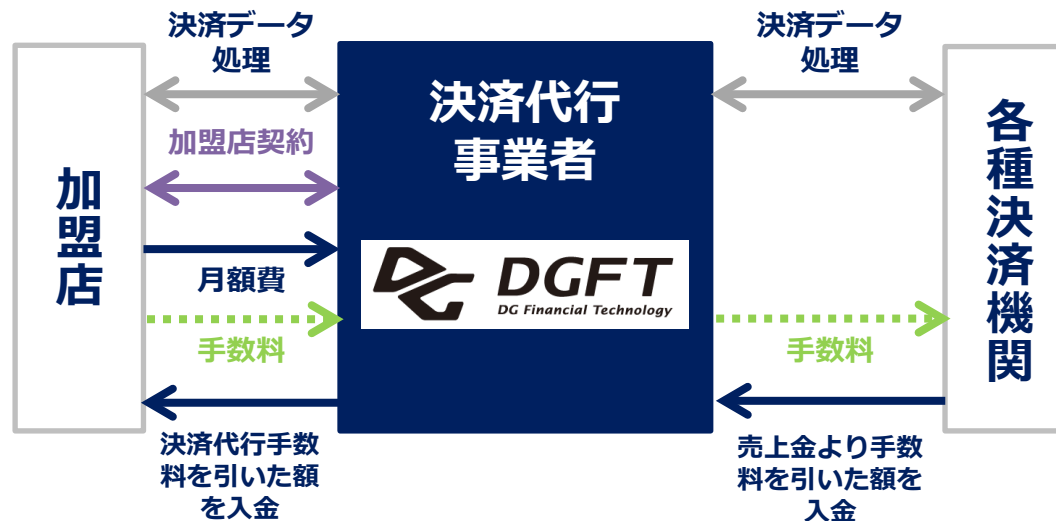 決済データ
処理
加盟店契約
月額費
手数料
決済代行手数
料を引いた額
を入金
加盟店
決済代行
事業者
DG DGFT
DG Financial Technology
決済データ
処理
手数料
売上金より手数
料を引いた額を
入金
各種決済機関